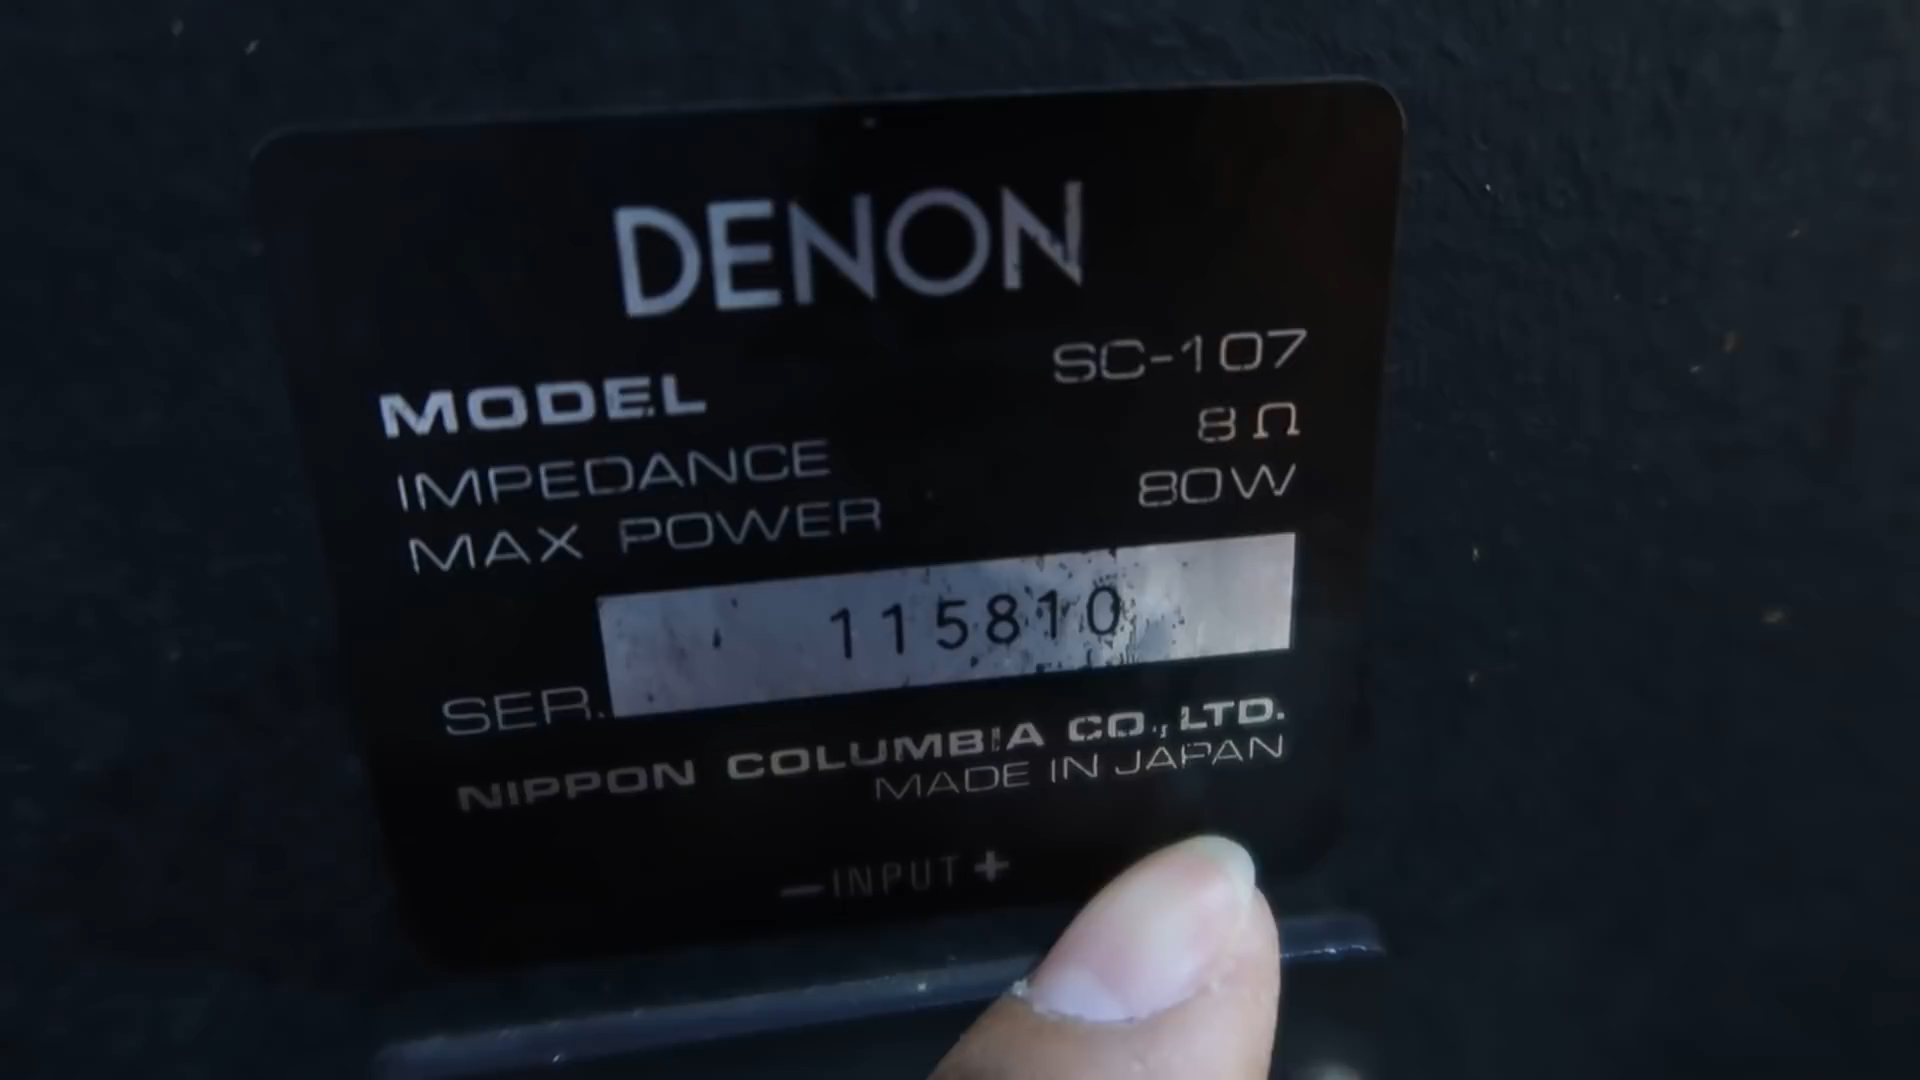 DENON
MODEL SC-107
IMPEDANCE 8Ω
MAX POWER 80W
SER. 115810
NIPPON COLUMBIA CO., LTD.
MADE IN JAPAN
−INPUT+